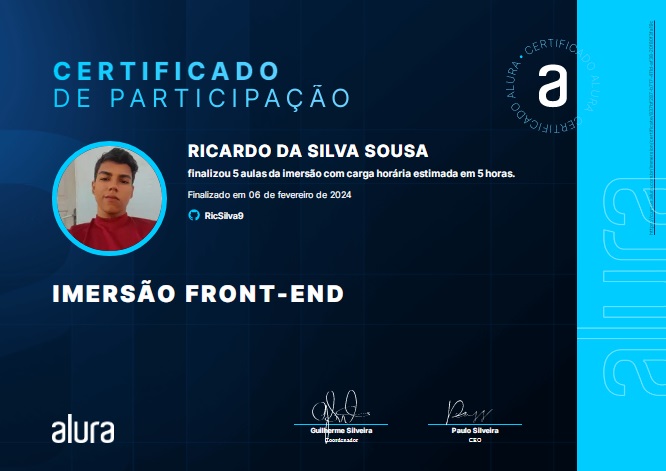 CERTIFICADO
DE PARTICIPAÇÃO
CERTIFICADO ALURA • CERTIFICADO ALURA
a
RICARDO DA SILVA SOUSA
finalizou 5 aulas da imersão com carga horária estimada em 5 horas.
Finalizado em 06 de fevereiro de 2024
RicSilva9
IMERSÃO FRONT-END
alura
Guilherme Silveira
Coordenador
Paulo Silveira
CEO
alura